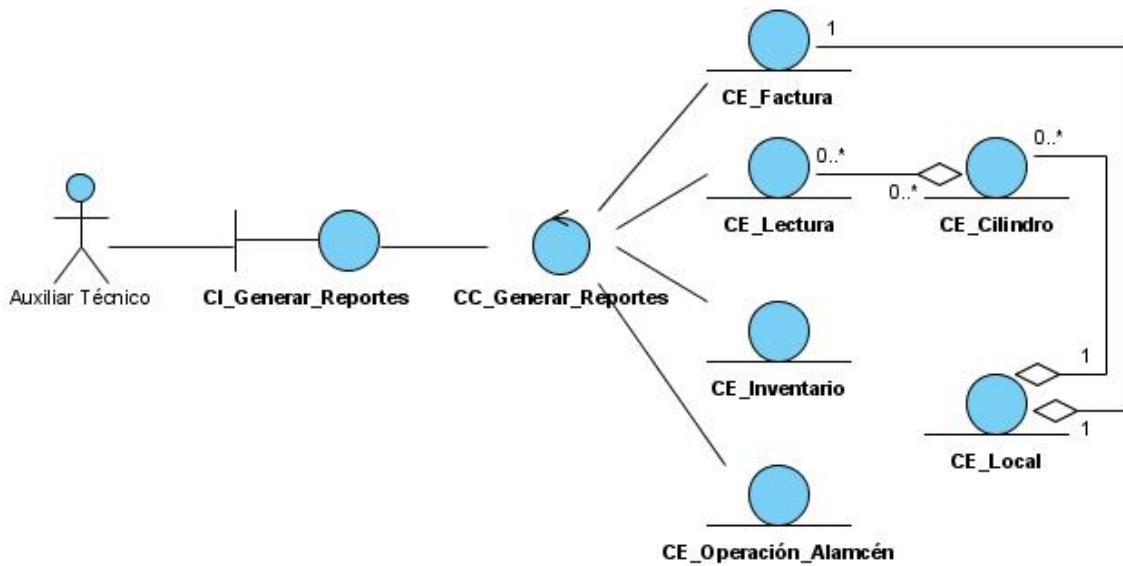 1
CE_Factura
0..*
0..*
0..*
CE_Lectura
CE_Cilindro
Auxiliar Técnico
CI_Generar_Reportes
CC_Generar_Reportes
1
CE_Inventario
1
CE_Local
CE_Operación_Alamcén